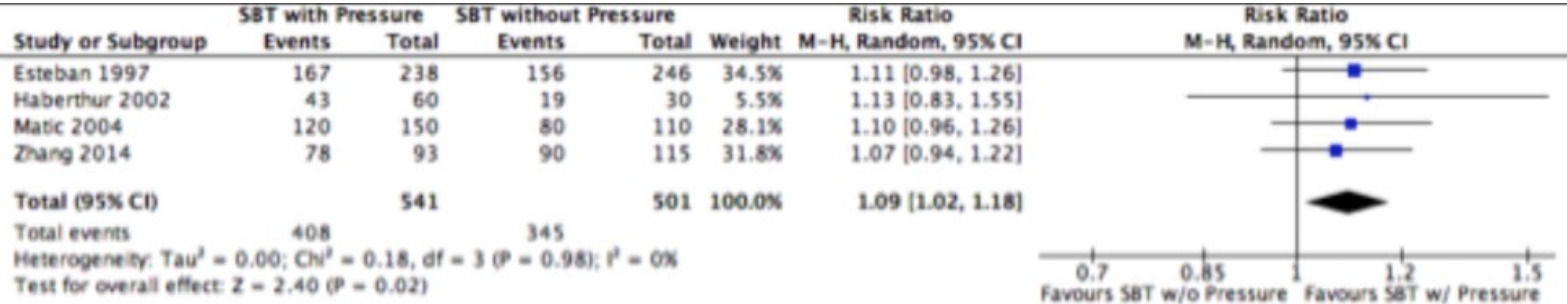 SBT with Pressure SBT without Pressure Risk Ratio Risk Ratio
Study or Subgroup Events Total Events Total Weight M-H, Random, 95% CI M-H, Random, 95% CI
Esteban 1997 167 238 156 246 34.5% 1.11 [0.98, 1.26]
Haberthur 2002 43 60 19 30 5.5% 1.13 [0.83, 1.55]
Matic 2004 120 150 80 110 28.1% 1.10 [0.96, 1.26]
Zhang 2014 78 93 90 115 31.8% 1.07 [0.94, 1.22]
Total (95% CI) 541 501 100.0% 1.09 [1.02, 1.18]
Total events 408 345
Heterogeneity: Tau² = 0.00; Chi² = 0.18, df = 3 (P = 0.98); I² = 0%
Test for overall effect: Z = 2.40 (P = 0.02)
0.7 0.85 1 1.2 1.5
Favours SBT w/o Pressure Favours SBT w/ Pressure